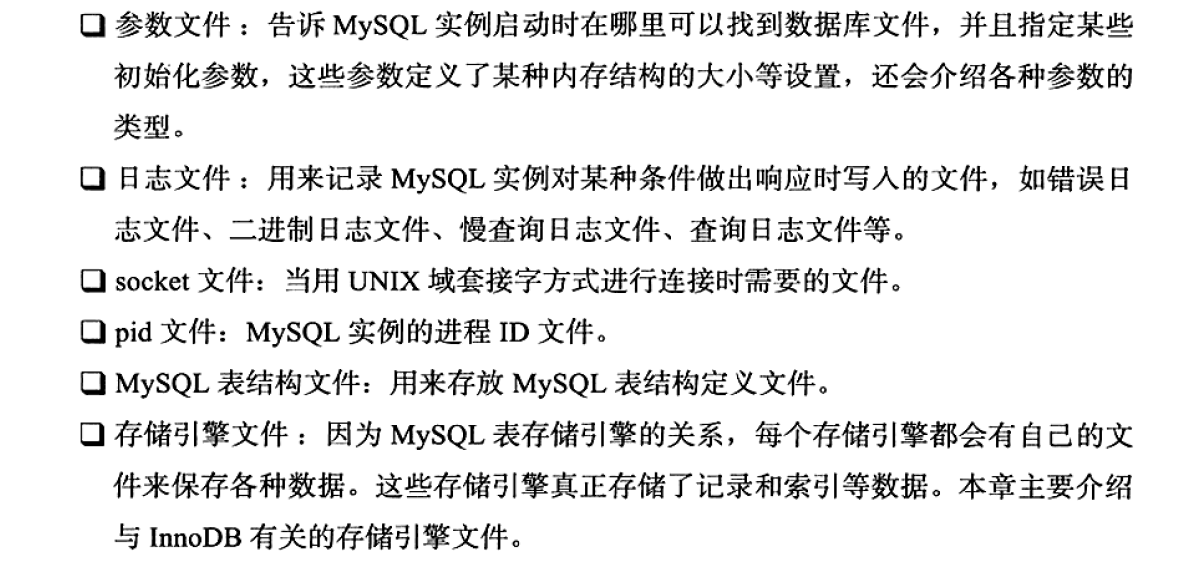 ❑ 参数文件：告诉 MySQL 实例启动时在哪里可以找到数据库文件，并且指定某些
初始化参数，这些参数定义了某种内存结构的大小等设置，还会介绍各种参数的
类型。
❑ 日志文件：用来记录 MySQL 实例对某种条件做出响应时写入的文件，如错误日
志文件、二进制日志文件、慢查询日志文件、查询日志文件等。
❑ socket 文件：当用 UNIX 域套接字方式进行连接时需要的文件。
❑ pid 文件：MySQL 实例的进程 ID 文件。
❑ MySQL 表结构文件：用来存放 MySQL 表结构定义文件。
❑ 存储引擎文件：因为 MySQL 表存储引擎的关系，每个存储引擎都会有自己的文
件来保存各种数据。这些存储引擎真正存储了记录和索引等数据。本章主要介绍
与 InnoDB 有关的存储引擎文件。